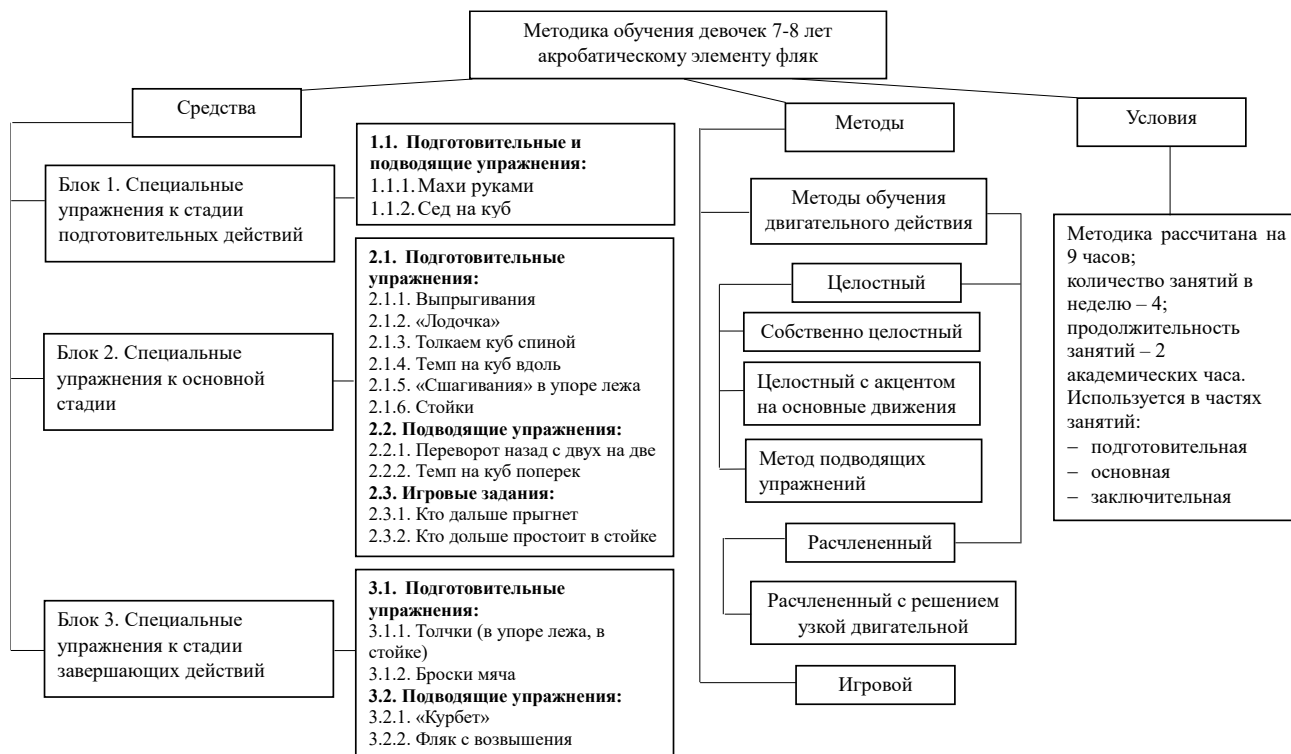 Методика обучения девочек 7-8 лет
акробатическому элементу фляк
Средства
Методы
Условия
Блок 1. Специальные
упражнения к стадии
подготовительных действий
1.1. Подготовительные и
подводящие упражнения:
1.1.1. Махи руками
1.1.2. Сед на куб
Блок 2. Специальные
упражнения к основной
стадии
2.1. Подготовительные
упражнения:
2.1.1. Выпрыгивания
2.1.2. «Лодочка»
2.1.3. Толкаем куб спиной
2.1.4. Темп на куб вдоль
2.1.5. «Сшагивания» в упоре лежа
2.1.6. Стойки
2.2. Подводящие упражнения:
2.2.1. Переворот назад с двух на две
2.2.2. Темп на куб поперек
2.3. Игровые задания:
2.3.1. Кто дальше прыгнет
2.3.2. Кто дольше простоит в стойке
Блок 3. Специальные
упражнения к стадии
завершающих действий
3.1. Подготовительные
упражнения:
3.1.1. Толчки (в упоре лежа, в
стойке)
3.1.2. Броски мяча
3.2. Подводящие упражнения:
3.2.1. «Курбет»
3.2.2. Фляк с возвышения
Методы обучения
двигательного действия
Целостный
Собственно целостный
Целостный с акцентом
на основные движения
Метод подводящих
упражнений
Расчлененный
Расчлененный с решением
узкой двигательной
Игровой
Методика рассчитана на
9 часов;
количество занятий в
неделю – 4;
продолжительность
занятий – 2
академических часа.
Используется в частях
занятий:
– подготовительная
– основная
– заключительная